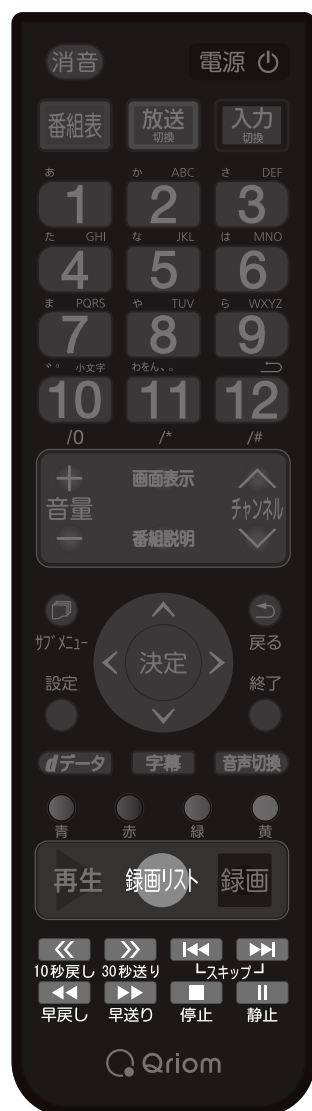 消音 電源
番組表 放送 入力
切換 切換
あ か ABC さ DEF
1 2 3
た GHI な JKL は MNO
4 5 6
ま PQRS や TUV ら WXYZ
7 8 9
゛゜ 小文字 わをん、。
10 11 12
/0 /* /#
+ 画面表示
音量 チャンネル
− 番組説明
サブメニュー 決定 戻る
設定 終了
dデータ 字幕 音声切換
青 赤 緑 黄
再生 録画リスト 録画
10秒戻し 30秒送り スキップ
早戻し 早送り 停止 静止
Qriom